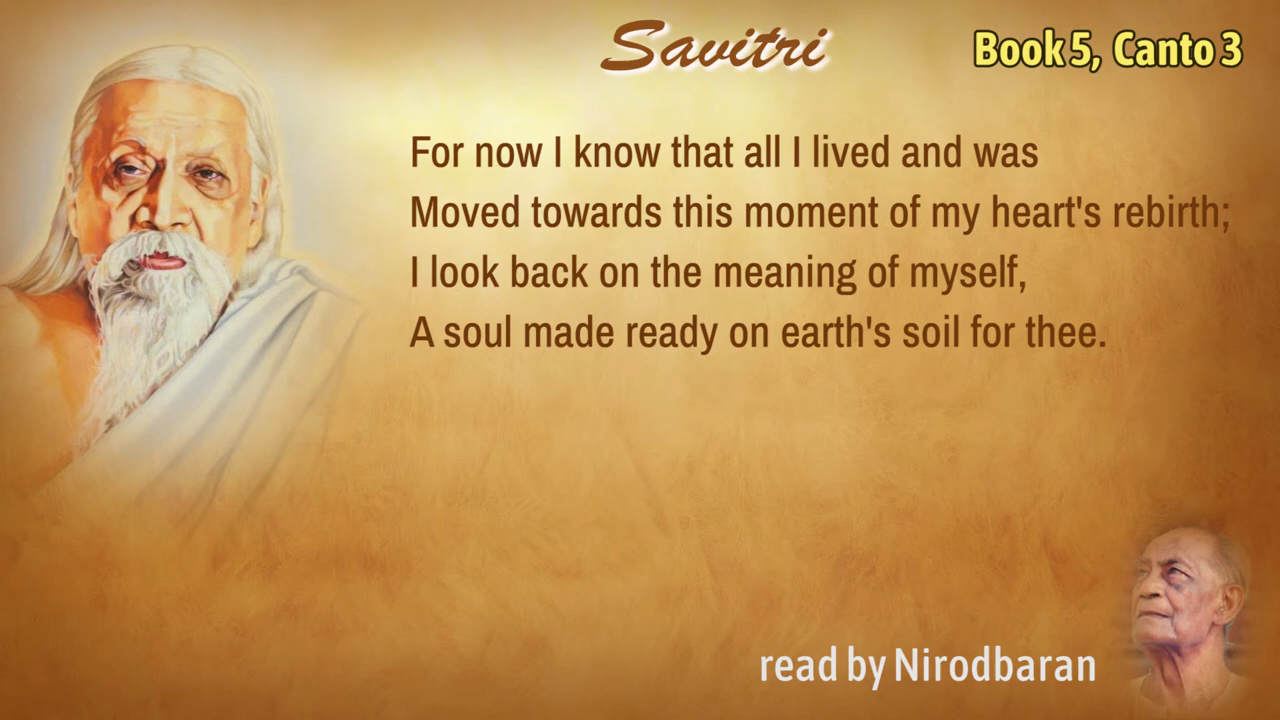 Savitri
Book 5, Canto 3
For now I know that all I lived and was
Moved towards this moment of my heart's rebirth;
I look back on the meaning of myself,
A soul made ready on earth's soil for thee.
read by Nirodbaran